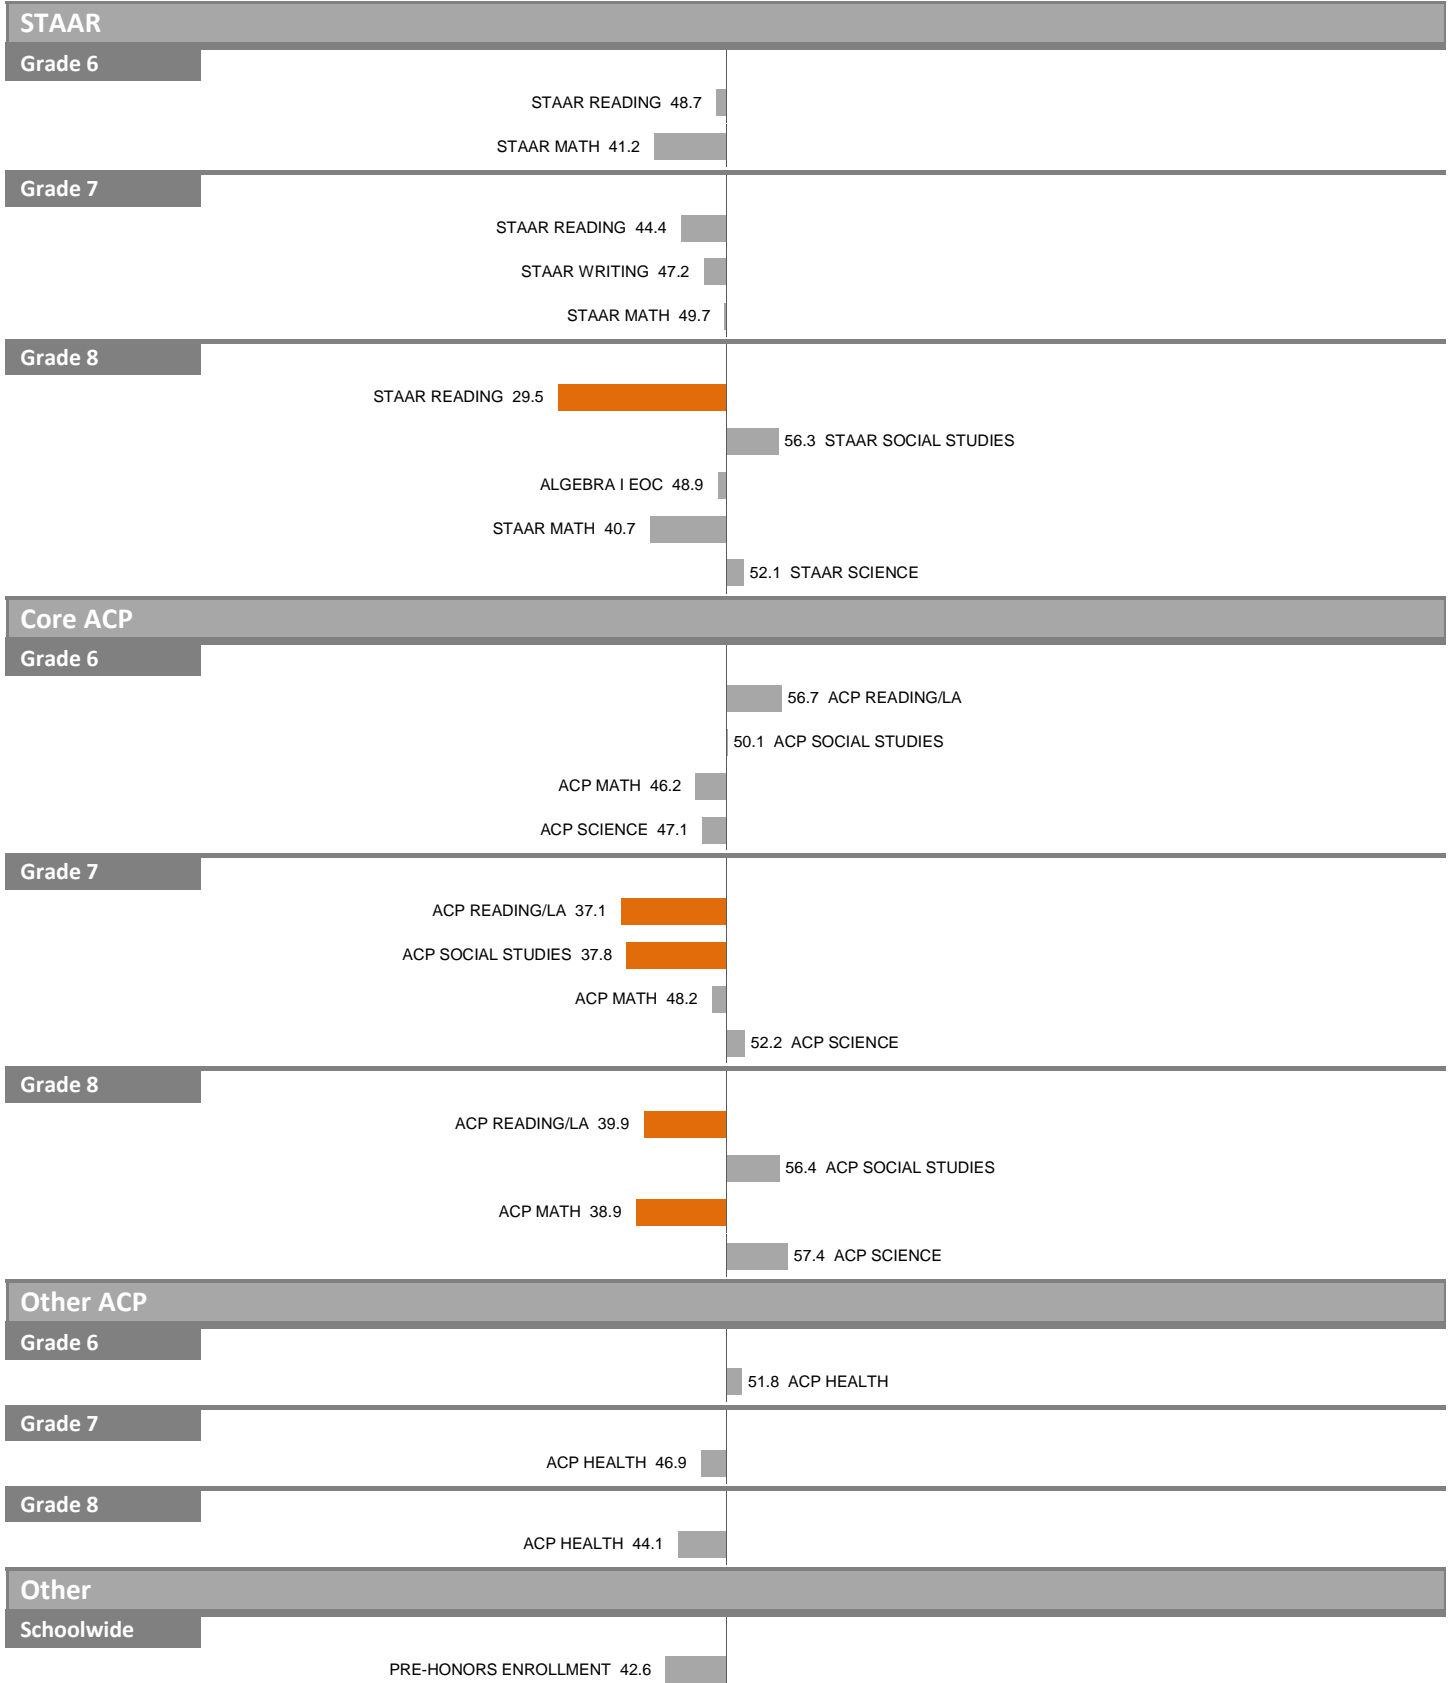 STAAR
Grade 6
STAAR READING 48.7
STAAR MATH 41.2
Grade 7
STAAR READING 44.4
STAAR WRITING 47.2
STAAR MATH 49.7
Grade 8
STAAR READING 29.5
56.3 STAAR SOCIAL STUDIES
ALGEBRA I EOC 48.9
STAAR MATH 40.7
52.1 STAAR SCIENCE
Core ACP
Grade 6
56.7 ACP READING/LA
50.1 ACP SOCIAL STUDIES
ACP MATH 46.2
ACP SCIENCE 47.1
Grade 7
ACP READING/LA 37.1
ACP SOCIAL STUDIES 37.8
ACP MATH 48.2
52.2 ACP SCIENCE
Grade 8
ACP READING/LA 39.9
56.4 ACP SOCIAL STUDIES
ACP MATH 38.9
57.4 ACP SCIENCE
Other ACP
Grade 6
51.8 ACP HEALTH
Grade 7
ACP HEALTH 46.9
Grade 8
ACP HEALTH 44.1
Other
Schoolwide
PRE-HONORS ENROLLMENT 42.6